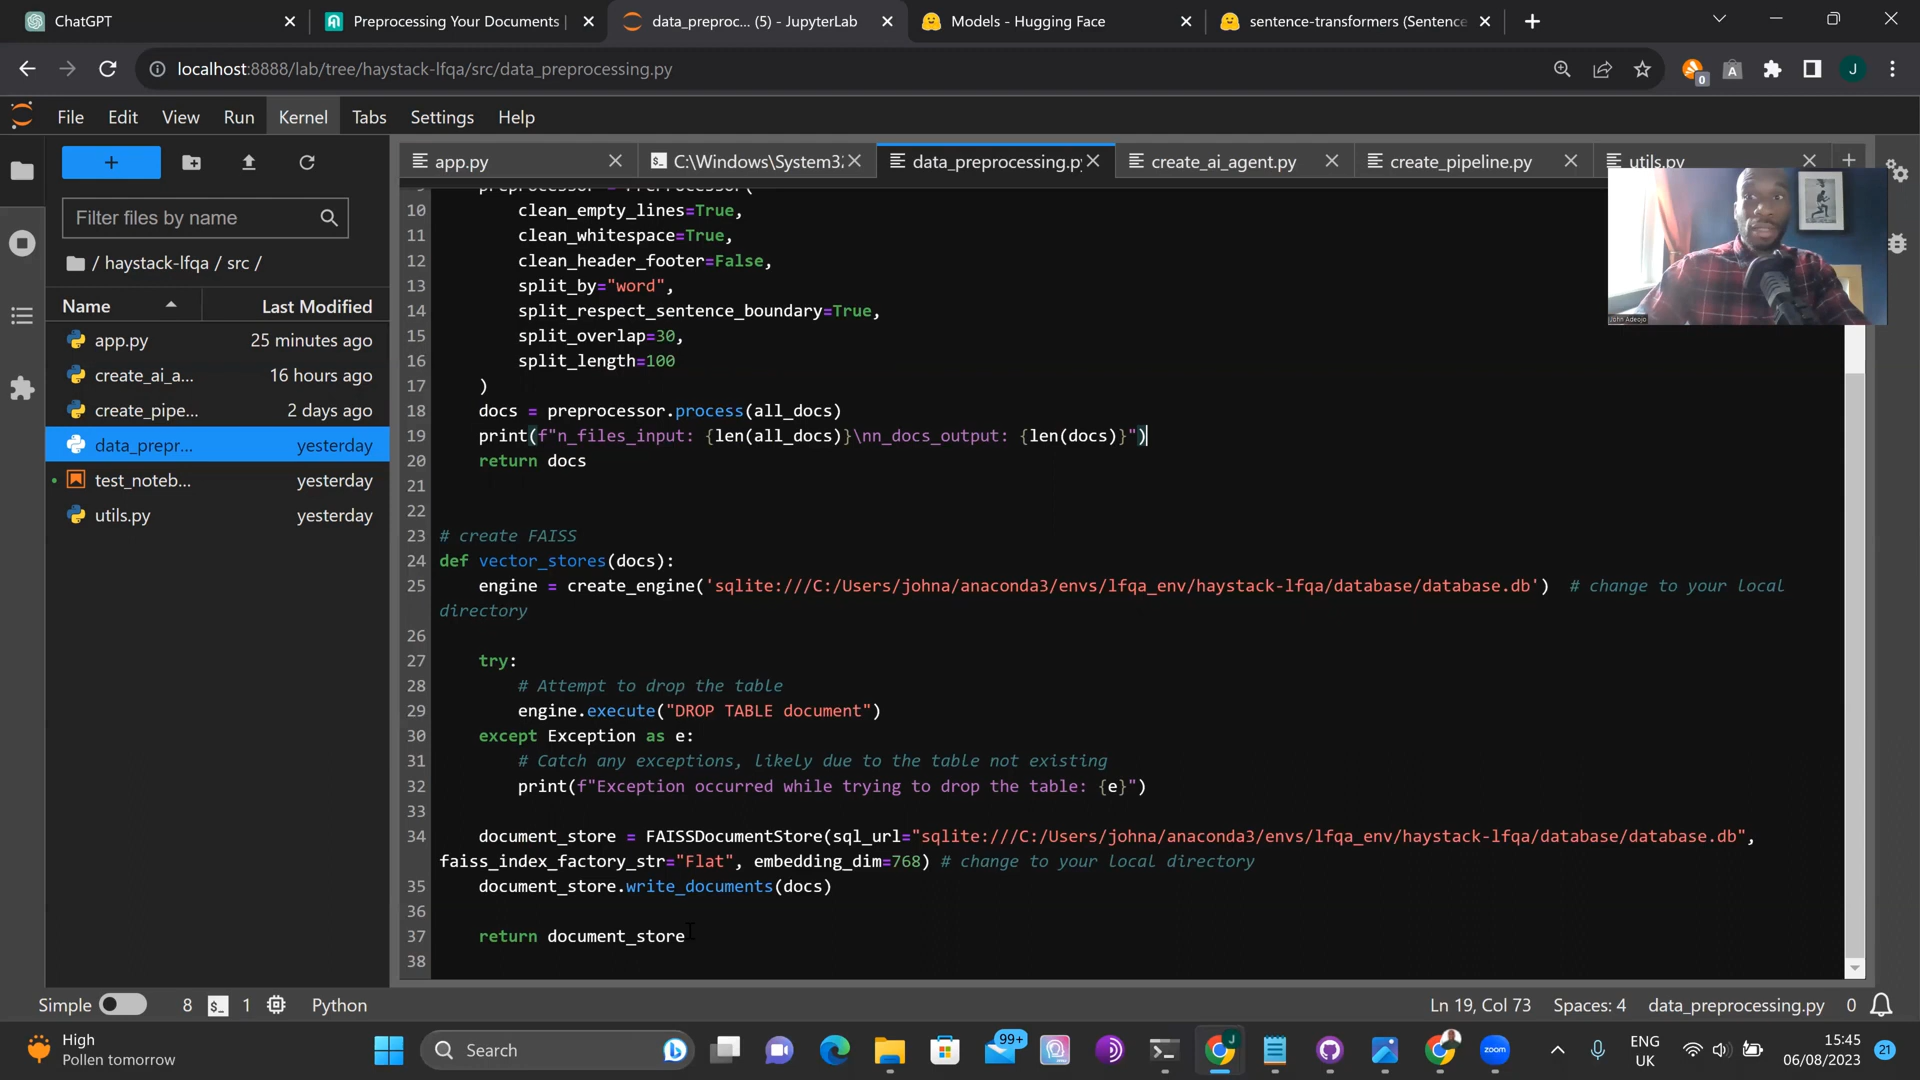 ChatGPT
Preprocessing Your Documents |
data_preproc... (5) - JupyterLab
Models - Hugging Face
sentence-transformers (Sentence
localhost:8888/lab/tree/haystack-lfqa/src/data_preprocessing.py
0
A
J
File
Edit
View
Run
Kernel
Tabs
Settings
Help
Filter files by name
/ haystack-lfqa / src /
Name
Last Modified
app.py
25 minutes ago
create_ai_a...
16 hours ago
create_pipe...
2 days ago
data_prepr...
yesterday
test_noteb...
yesterday
utils.py
yesterday
app.py
C:\Windows\System3
data_preprocessing.py
create_ai_agent.py
create_pipeline.py
utils.py
John Adeojo
10 clean_empty_lines=True,
11 clean_whitespace=True,
12 clean_header_footer=False,
13 split_by="word",
14 split_respect_sentence_boundary=True,
15 split_overlap=30,
16 split_length=100
17 )
18 docs = preprocessor.process(all_docs)
19 print(f"n_files_input: {len(all_docs)}\nn_docs_output: {len(docs)}")
20 return docs
21
22
23 # create FAISS
24 def vector_stores(docs):
25 engine = create_engine('sqlite:///C:/Users/johna/anaconda3/envs/lfqa_env/haystack-lfqa/database/database.db') # change to your local
directory
26
27 try:
28 # Attempt to drop the table
29 engine.execute("DROP TABLE document")
30 except Exception as e:
31 # Catch any exceptions, likely due to the table not existing
32 print(f"Exception occurred while trying to drop the table: {e}")
33
34 document_store = FAISSDocumentStore(sql_url="sqlite:///C:/Users/johna/anaconda3/envs/lfqa_env/haystack-lfqa/database/database.db",
faiss_index_factory_str="Flat", embedding_dim=768) # change to your local directory
35 document_store.write_documents(docs)
36
37 return document_store
38
Simple
8
1
Python
Ln 19, Col 73
Spaces: 4
data_preprocessing.py
0
High
Pollen tomorrow
Search
99+
J
zoom
ENG
UK
15:45
06/08/2023
21